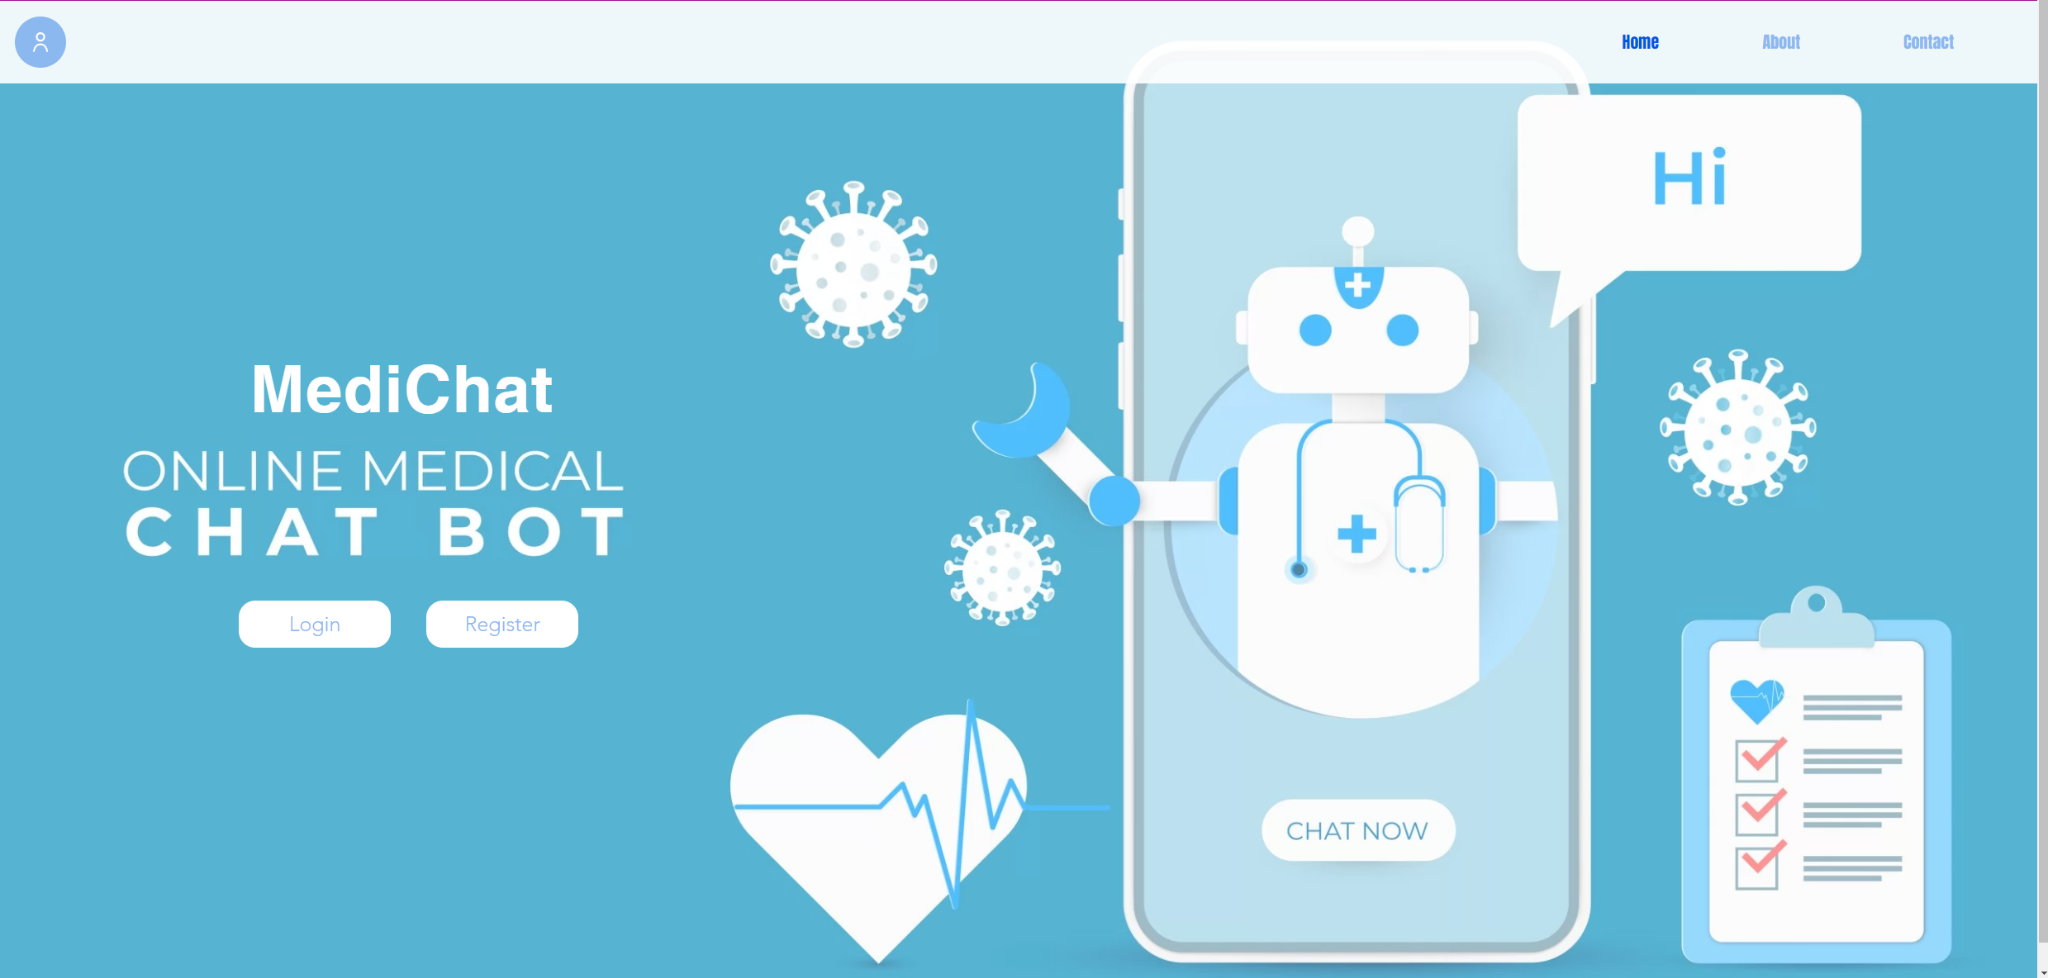 Home About Contact
Hi
MediChat
ONLINE MEDICAL
CHAT BOT
Login Register
CHAT NOW